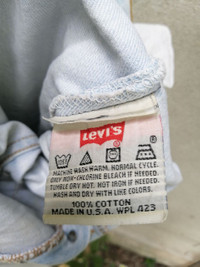 LEVI'S
MACHINE WASH WARM. NORMAL CYCLE.
ONLY NON-CHLORINE BLEACH IF NEEDED.
TUMBLE DRY HOT. HOT IRON IF NEEDED.
WASH AND DRY WITH LIKE COLORS.
100% COTTON
MADE IN U.S.A. WPL 423